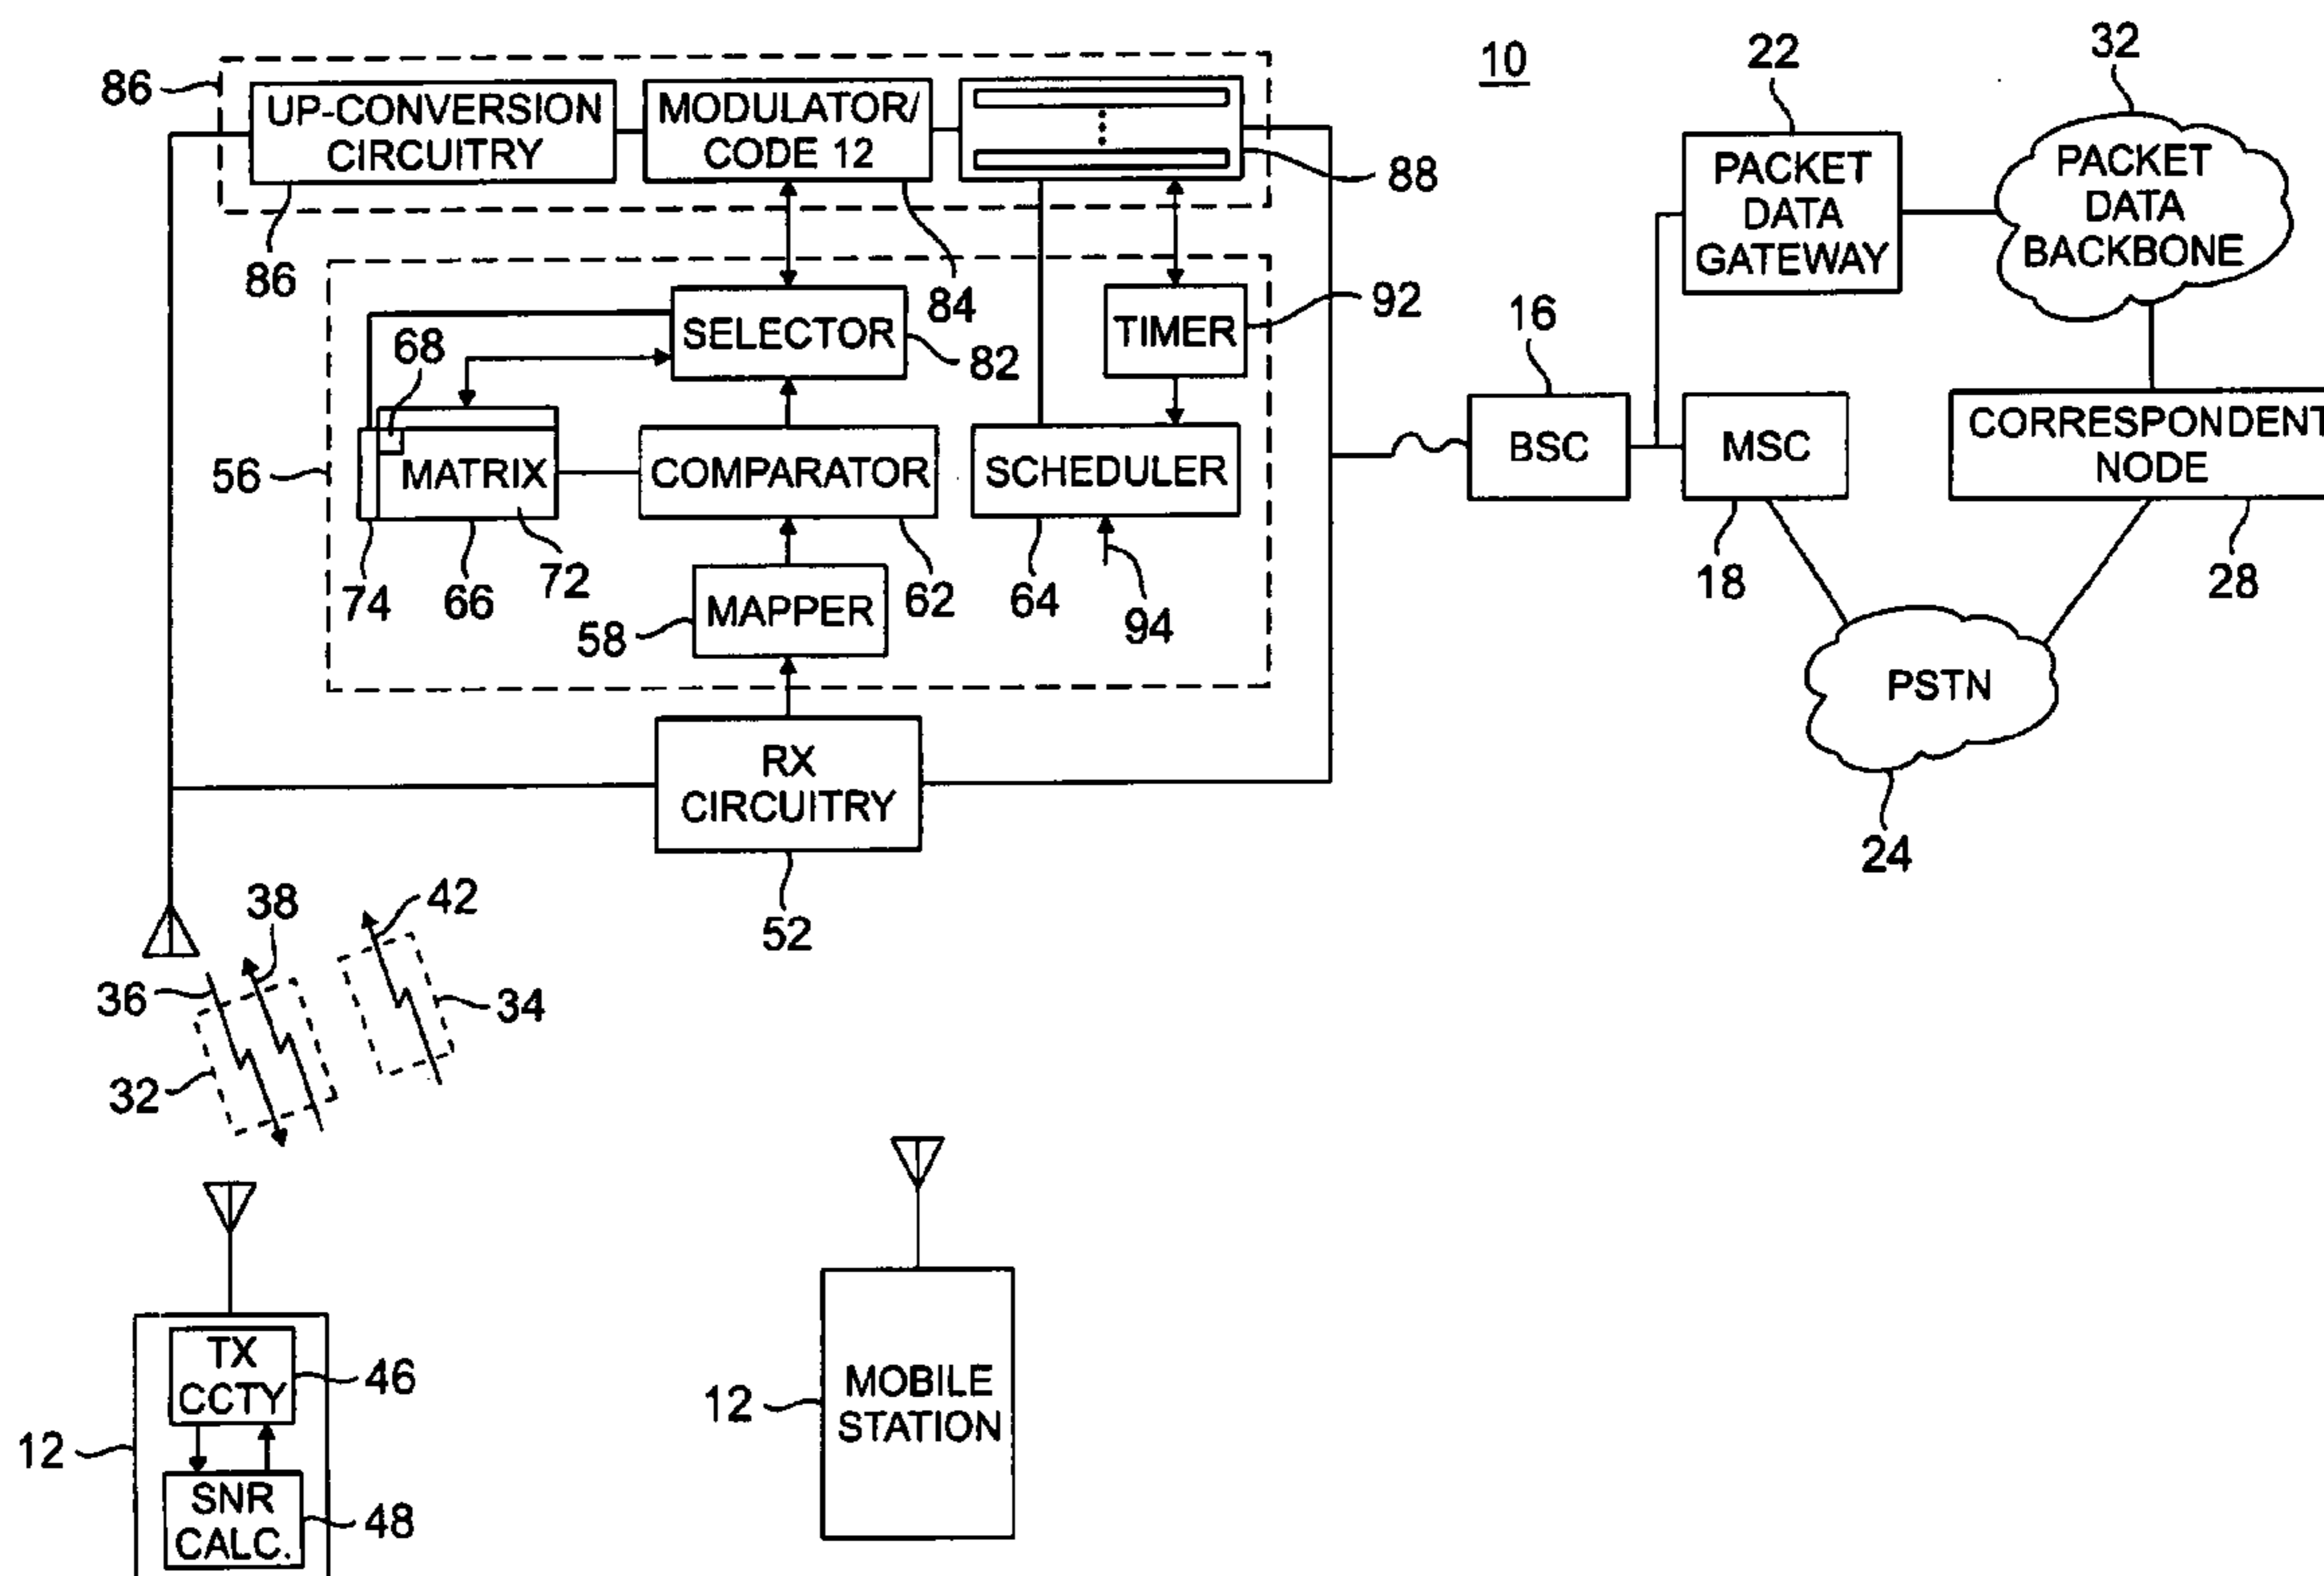 10
22
32
86
UP-CONVERSION
CIRCUITRY
MODULATOR/
CODE 12
88
PACKET
DATA
GATEWAY
PACKET
DATA
BACKBONE
86
84
92
16
SELECTOR
82
TIMER
68
56
MATRIX
COMPARATOR
SCHEDULER
BSC
MSC
CORRESPONDENT
NODE
74
66
72
62
64
94
18
28
58
MAPPER
PSTN
RX
CIRCUITRY
24
52
38
42
36
34
32
TX
CCTY
46
12
SNR
CALC.
48
12
MOBILE
STATION